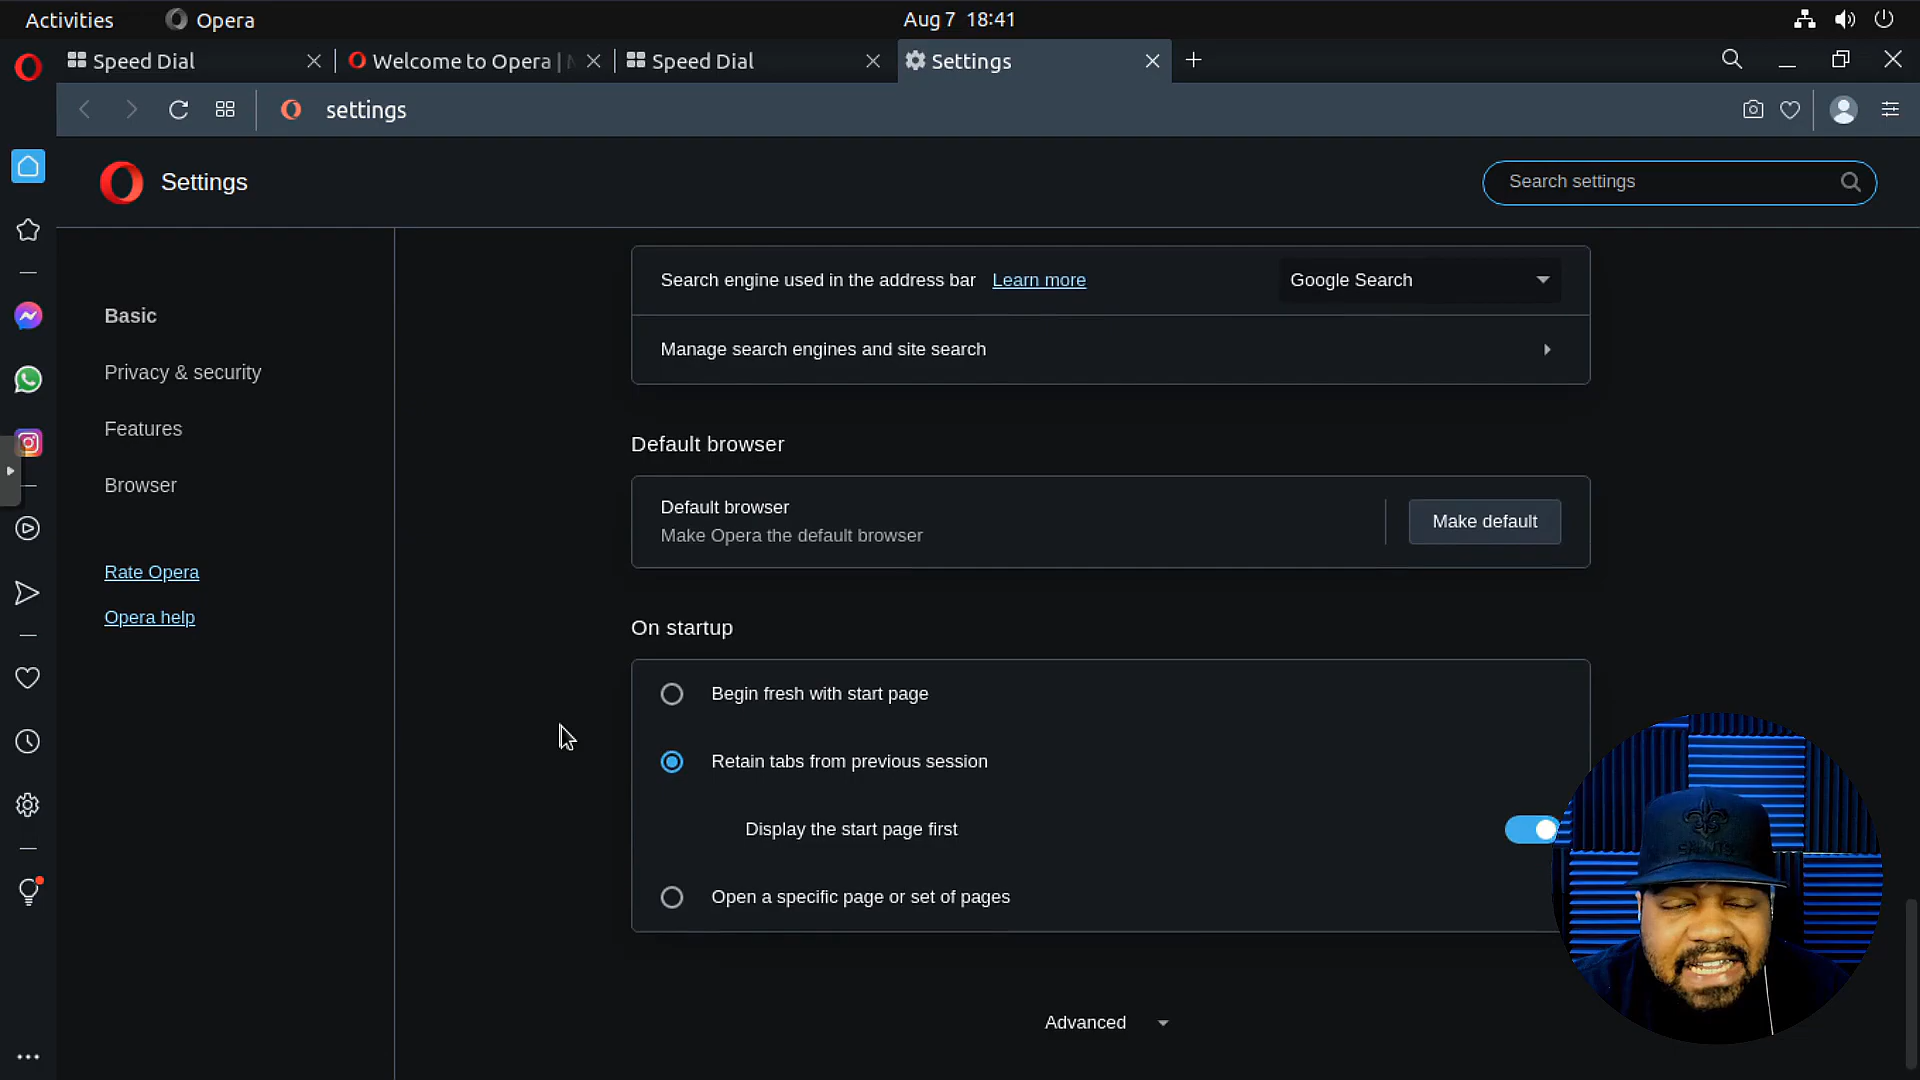 Activities
Opera
Aug 7 18:41
Speed Dial
Welcome to Opera |
Speed Dial
Settings
settings
Settings
Search settings
Basic
Privacy & security
Features
Browser
Rate Opera
Opera help
Search engine used in the address bar Learn more
Google Search
Manage search engines and site search
Default browser
Default browser
Make Opera the default browser
Make default
On startup
Begin fresh with start page
Retain tabs from previous session
Display the start page first
Open a specific page or set of pages
Advanced